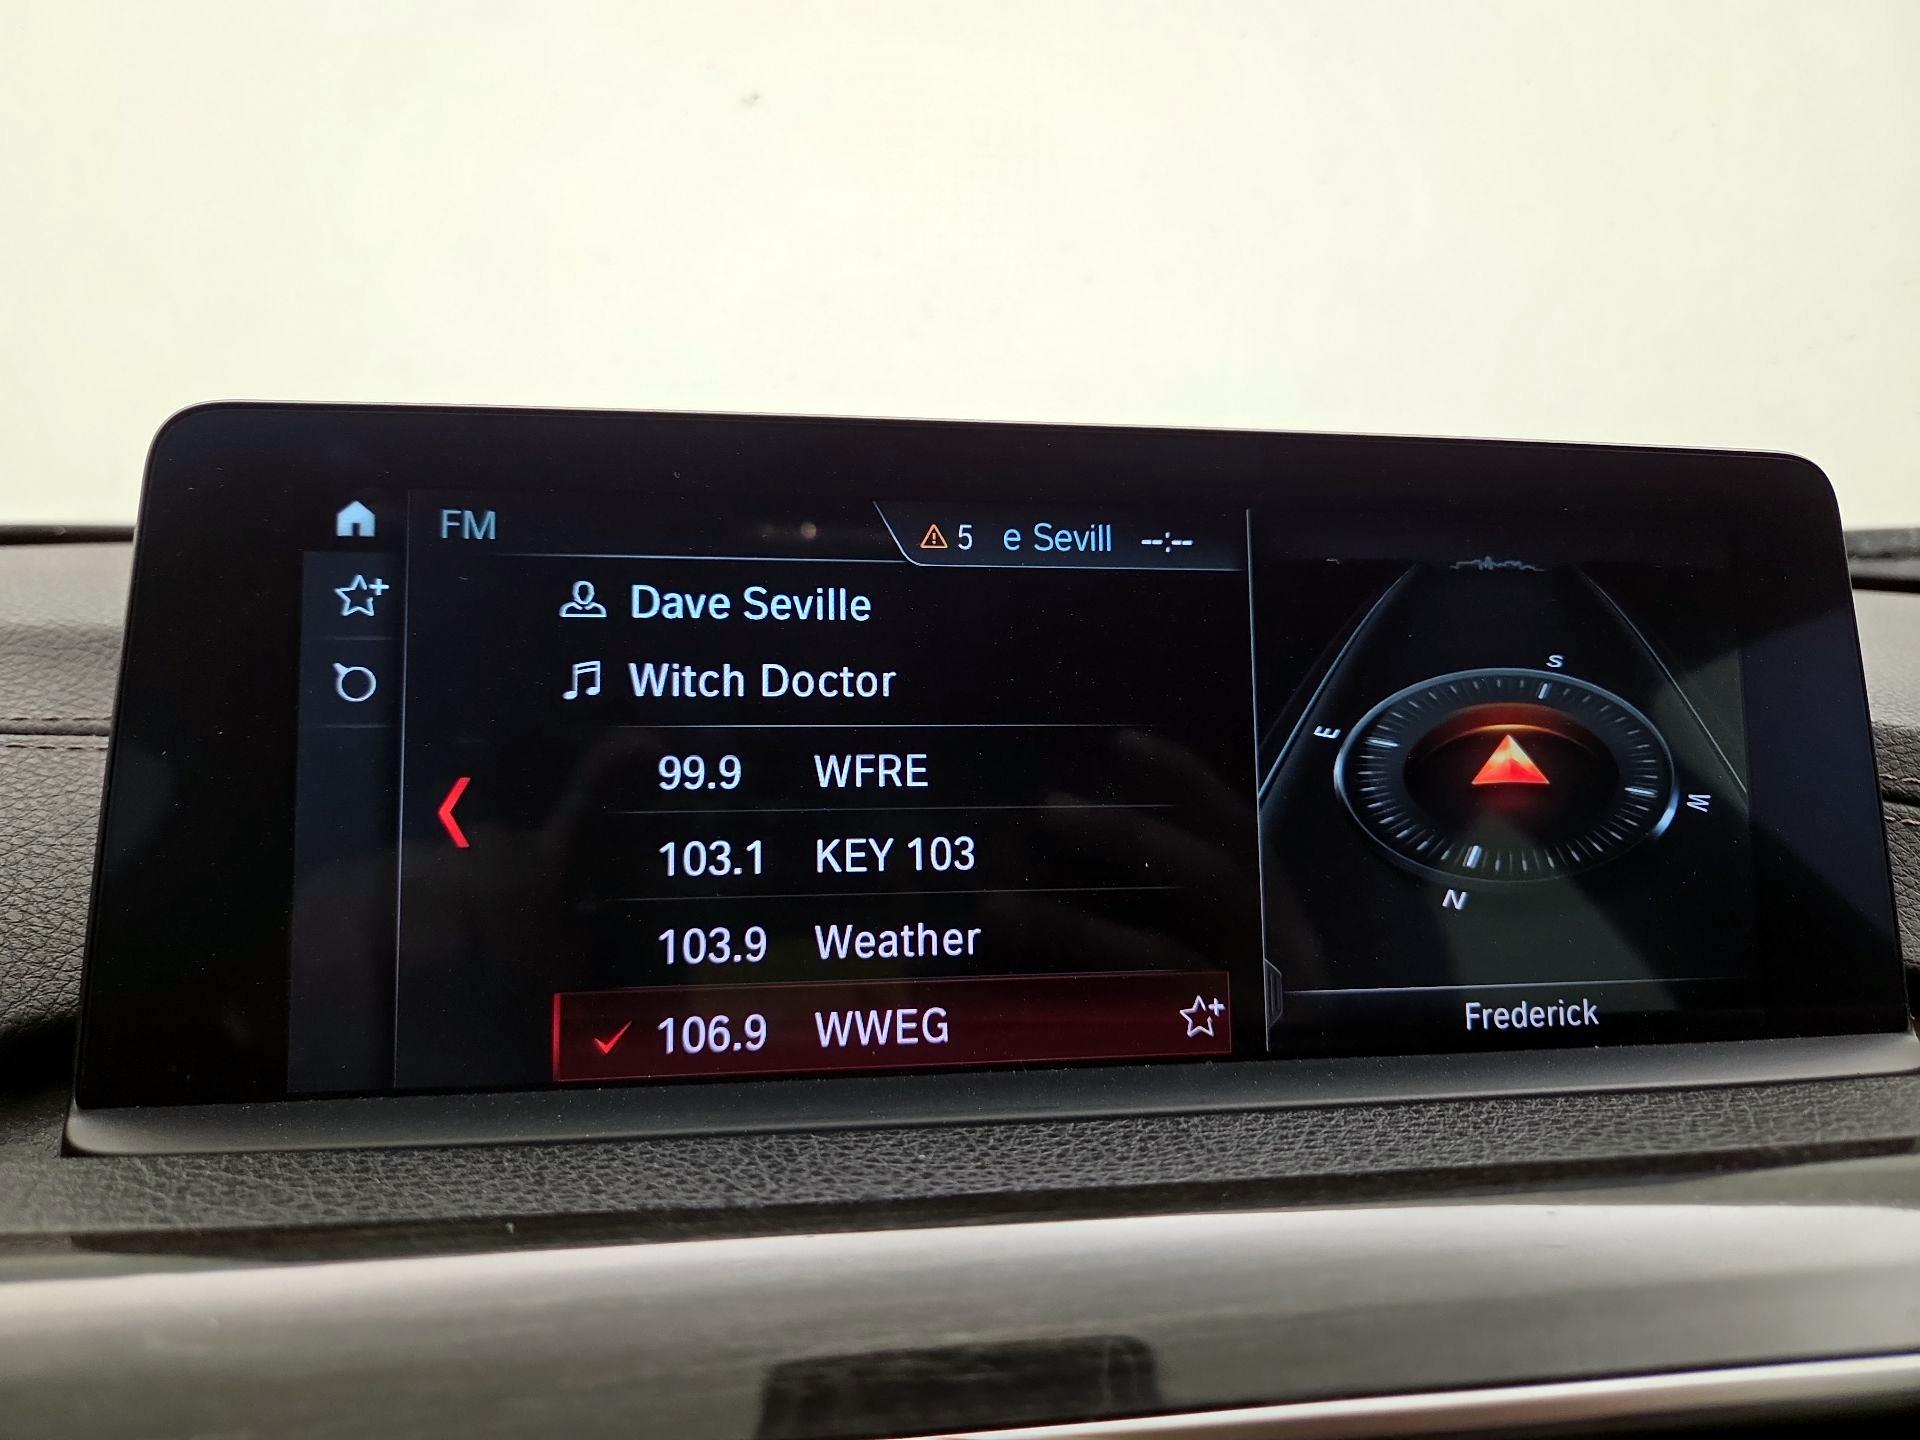 FM
5 e Sevill --:--
Dave Seville
Witch Doctor
99.9 WFRE
103.1 KEY 103
103.9 Weather
106.9 WWEG
S
E
W
N
Frederick